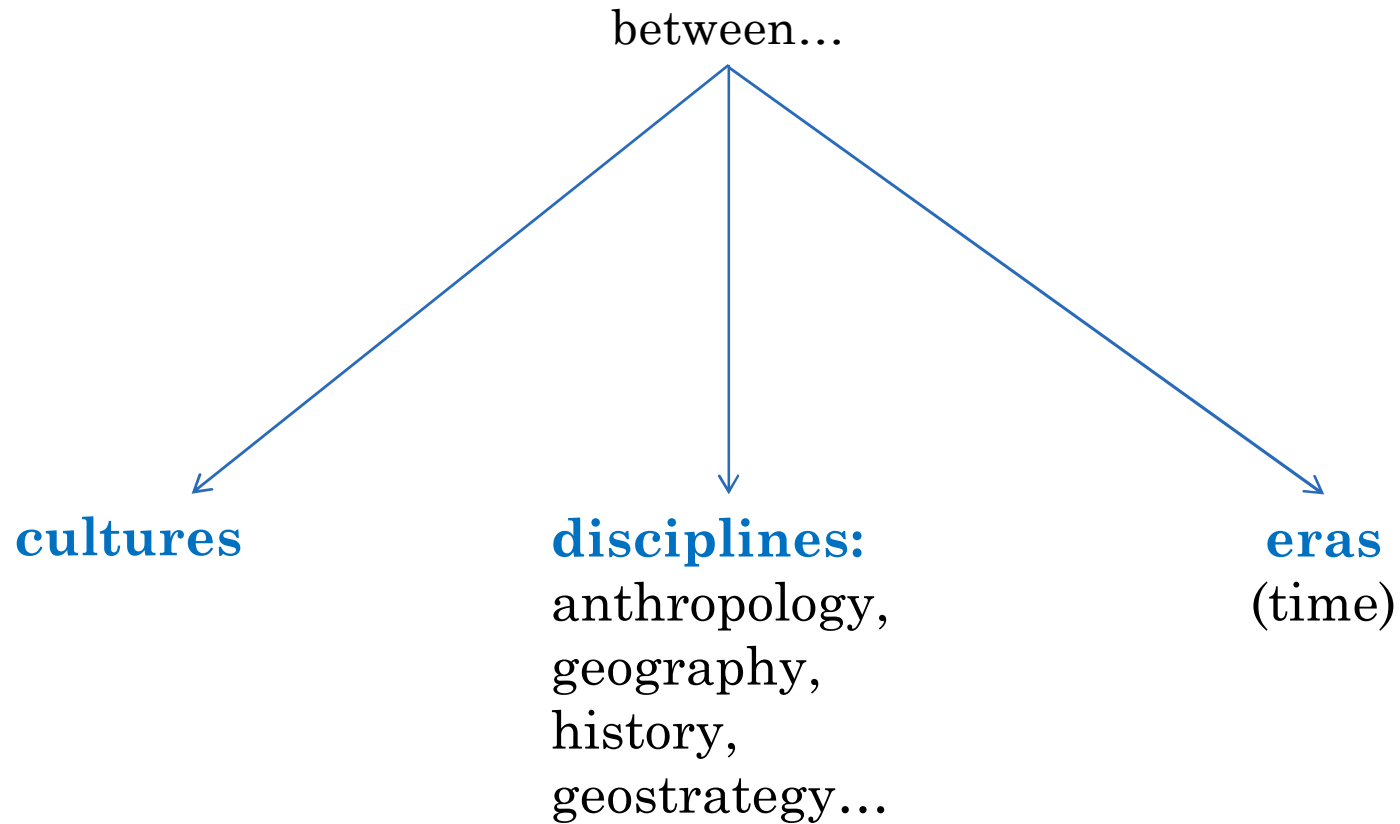 between…
cultures
disciplines:
anthropology,
geography,
history,
geostrategy…
eras
(time)